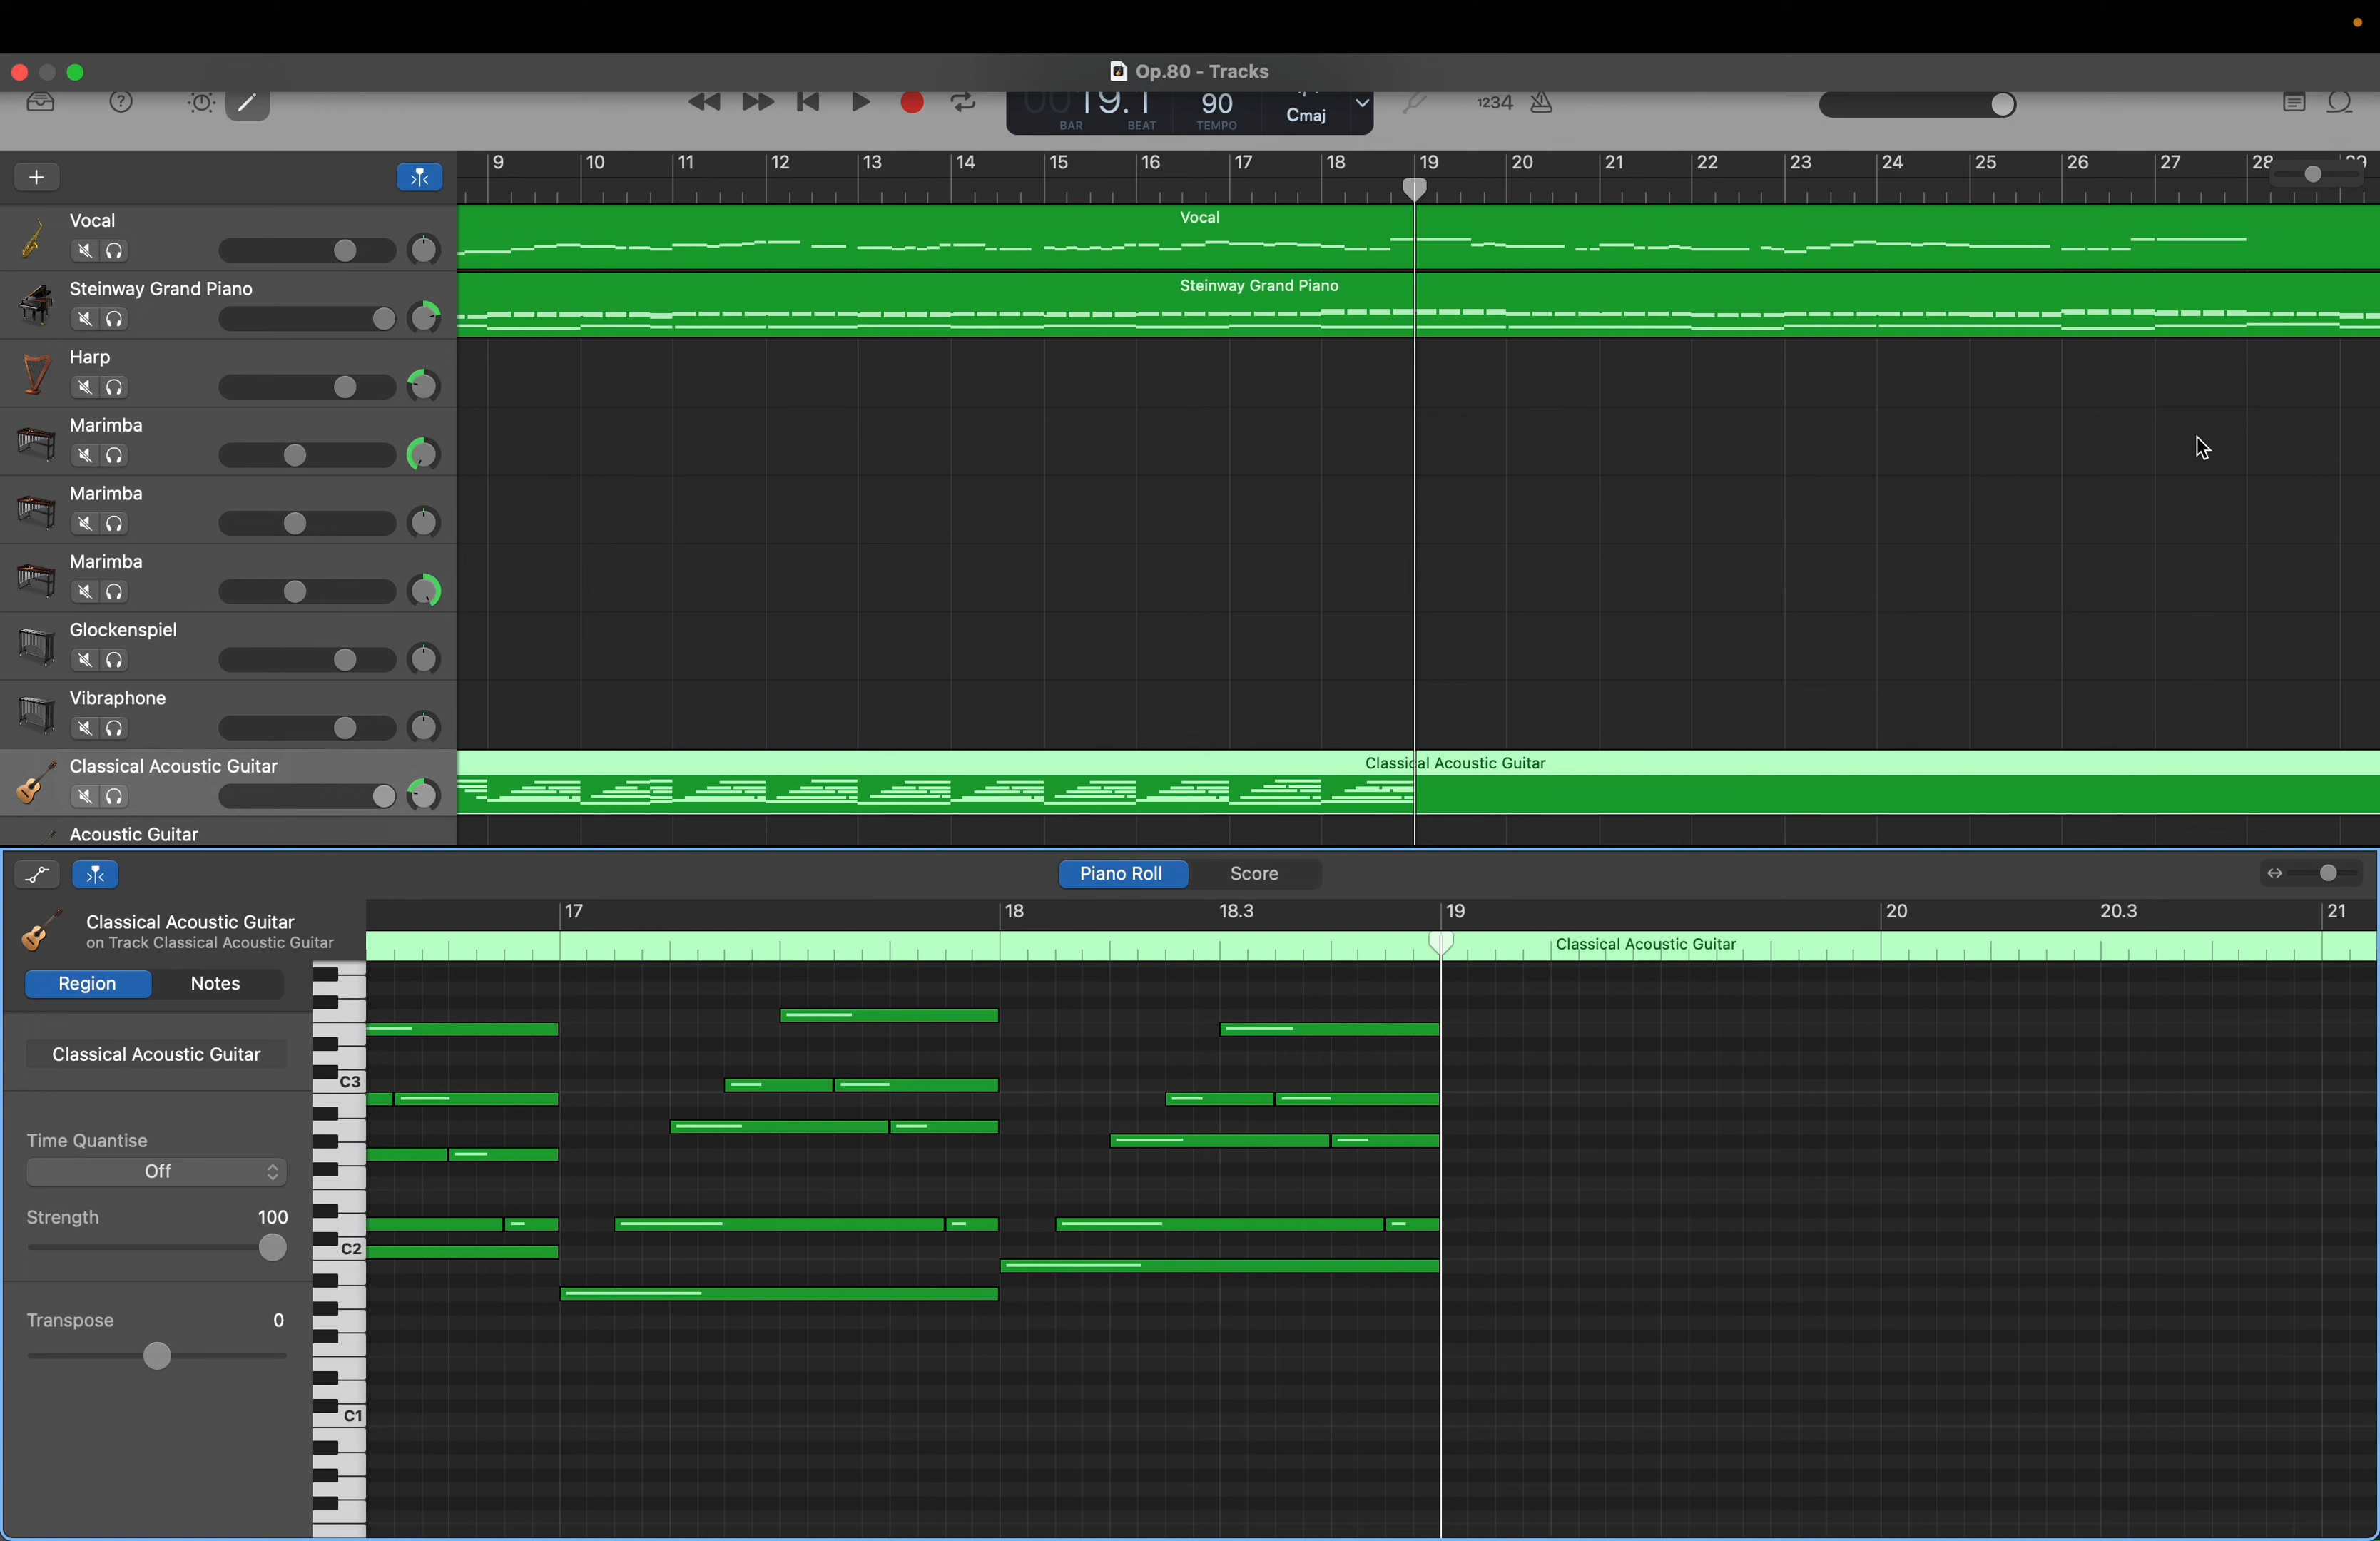 Op.80 - Tracks
0019.1
90
Cmaj
BAR
BEAT
TEMPO
1234
9 10 11 12 13 14 15 16 17 18 19 20 21 22 23 24 25 26 27 28 29
Vocal
Vocal
Steinway Grand Piano
Steinway Grand Piano
Harp
Marimba
Marimba
Marimba
Glockenspiel
Vibraphone
Classical Acoustic Guitar
Classical Acoustic Guitar
Acoustic Guitar
Piano Roll
Score
17 18 18.3 19 20 20.3 21
Classical Acoustic Guitar
on Track Classical Acoustic Guitar
Classical Acoustic Guitar
Region
Notes
Classical Acoustic Guitar
C3
Time Quantise
Off
Strength 100
C2
Transpose 0
C1